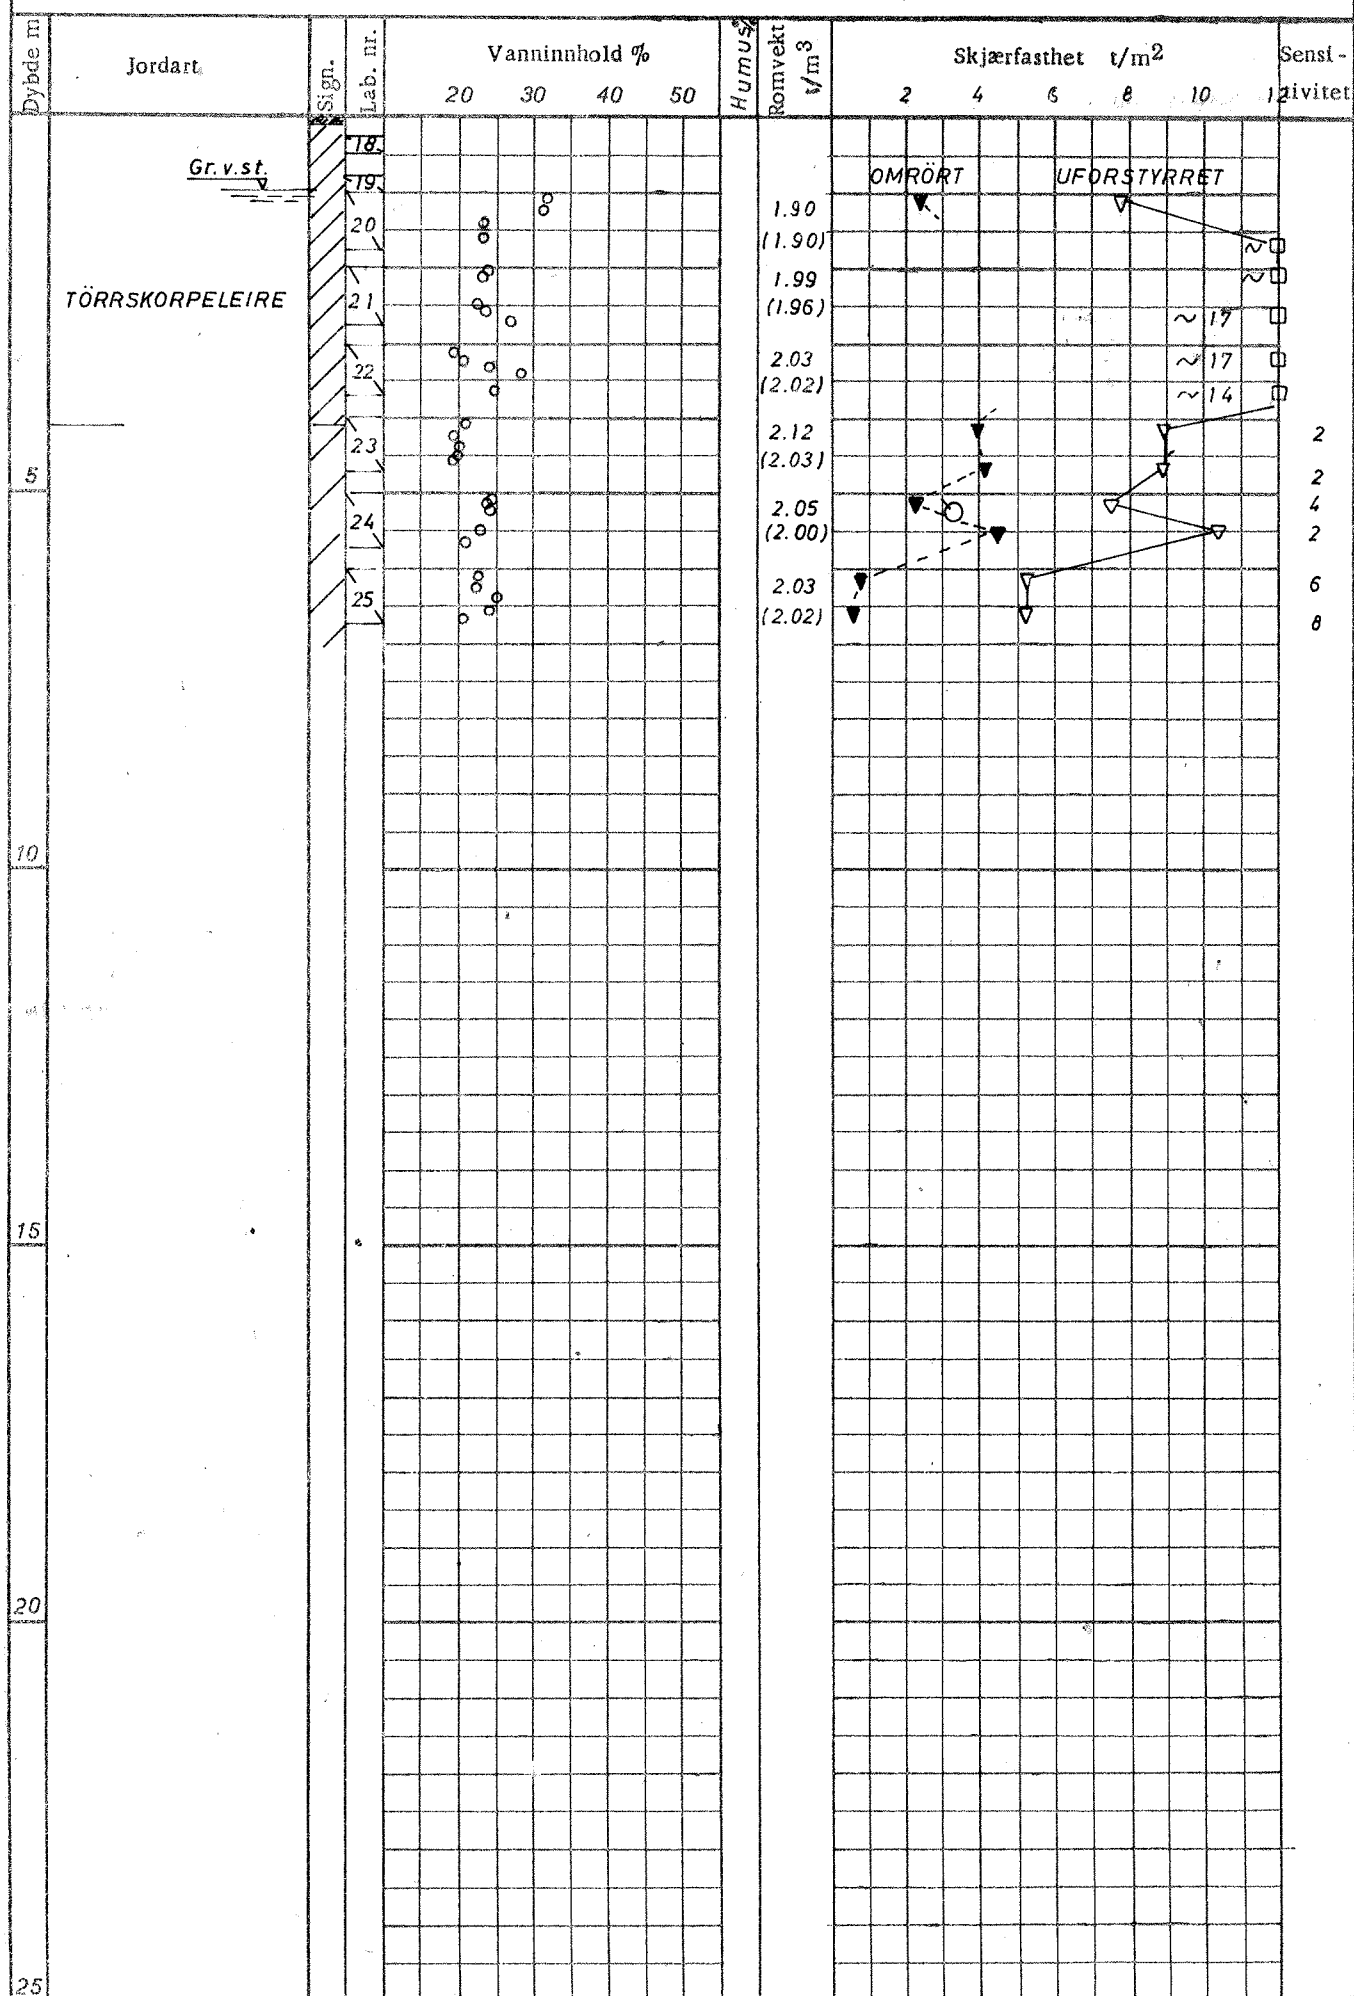 Dybde m
Jordart
Sign.
Lab. nr.
Vanninnhold %
20 30 40 50
Humus%
Romvekt t/m³
Skjærfasthet t/m²
2 4 6 8 10 12
Sensi-
tivitet
18
Gr. v. st.
19
OMRÖRT UFORSTYRRET
1.90
20
(1.90) ~
1.99 ~
TÖRRSKORPELEIRE
21
(1.96)
~ 17
22
2.03 ~ 17
(2.02) ~ 14
2.12 2
23
(2.03)
5
2
2.05 4
24
(2.00) 2
2.03 6
25
(2.02) 8
10
15
20
25